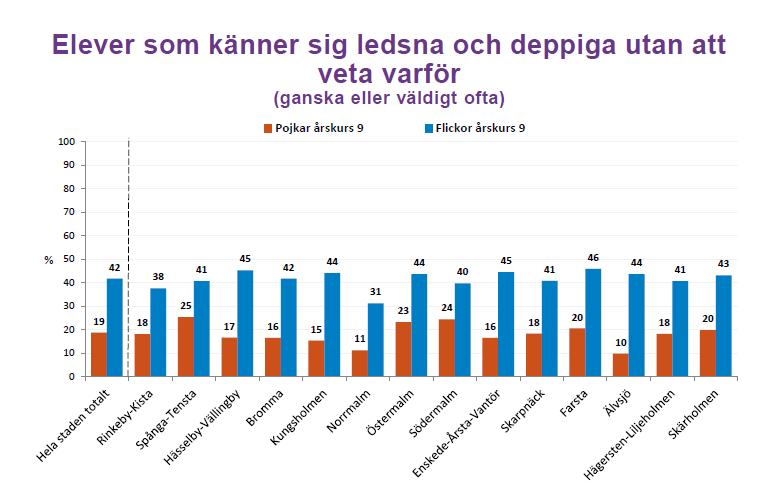 Elever som känner sig ledsna och deppiga utan att
veta varför
(ganska eller väldigt ofta)
Pojkar årskurs 9
Flickor årskurs 9
100
90
80
70
60
50
40
30
20
10
0
%
19 42
18 38
25 41
17 45
16 42
15 44
11 31
23 44
24 40
16 45
18 41
20 46
10 44
18 41
20 43
Hela staden totalt
Rinkeby-Kista
Spånga-Tensta
Hässelby-Vällingby
Bromma
Kungsholmen
Norrmalm
Östermalm
Södermalm
Enskede-Årsta-Vantör
Skarpnäck
Farsta
Älvsjö
Hägersten-Liljeholmen
Skärholmen